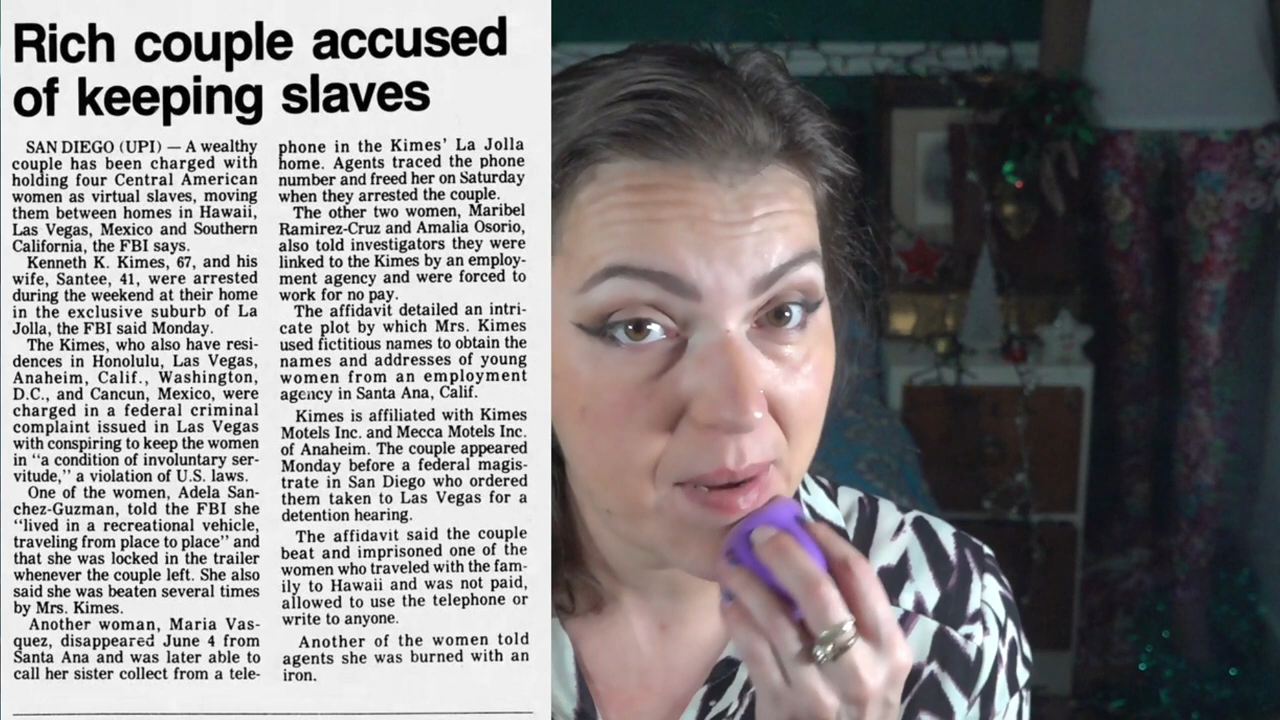 Rich couple accused
of keeping slaves
SAN DIEGO (UPI) — A wealthy
couple has been charged with
holding four Central American
women as virtual slaves, moving
them between homes in Hawaii,
Las Vegas, Mexico and Southern
California, the FBI says.
Kenneth K. Kimes, 67, and his
wife, Santee, 41, were arrested
during the weekend at their home
in the exclusive suburb of La
Jolla, the FBI said Monday.
The Kimes, who also have resi-
dences in Honolulu, Las Vegas,
Anaheim, Calif., Washington,
D.C., and Cancun, Mexico, were
charged in a federal criminal
complaint issued in Las Vegas
with conspiring to keep the women
in “a condition of involuntary ser-
vitude,” a violation of U.S. laws.
One of the women, Adela San-
chez-Guzman, told the FBI she
“lived in a recreational vehicle,
traveling from place to place” and
that she was locked in the trailer
whenever the couple left. She also
said she was beaten several times
by Mrs. Kimes.
Another woman, Maria Vas-
quez, disappeared June 4 from
Santa Ana and was later able to
call her sister collect from a tele-
phone in the Kimes’ La Jolla
home. Agents traced the phone
number and freed her on Saturday
when they arrested the couple.
The other two women, Maribel
Ramirez-Cruz and Amalia Osorio,
also told investigators they were
linked to the Kimes by an employ-
ment agency and were forced to
work for no pay.
The affidavit detailed an intri-
cate plot by which Mrs. Kimes
used fictitious names to obtain the
names and addresses of young
women from an employment
agency in Santa Ana, Calif.
Kimes is affiliated with Kimes
Motels Inc. and Mecca Motels Inc.
of Anaheim. The couple appeared
Monday before a federal magis-
trate in San Diego who ordered
them taken to Las Vegas for a
detention hearing.
The affidavit said the couple
beat and imprisoned one of the
women who traveled with the fam-
ily to Hawaii and was not paid,
allowed to use the telephone or
write to anyone.
Another of the women told
agents she was burned with an
iron.